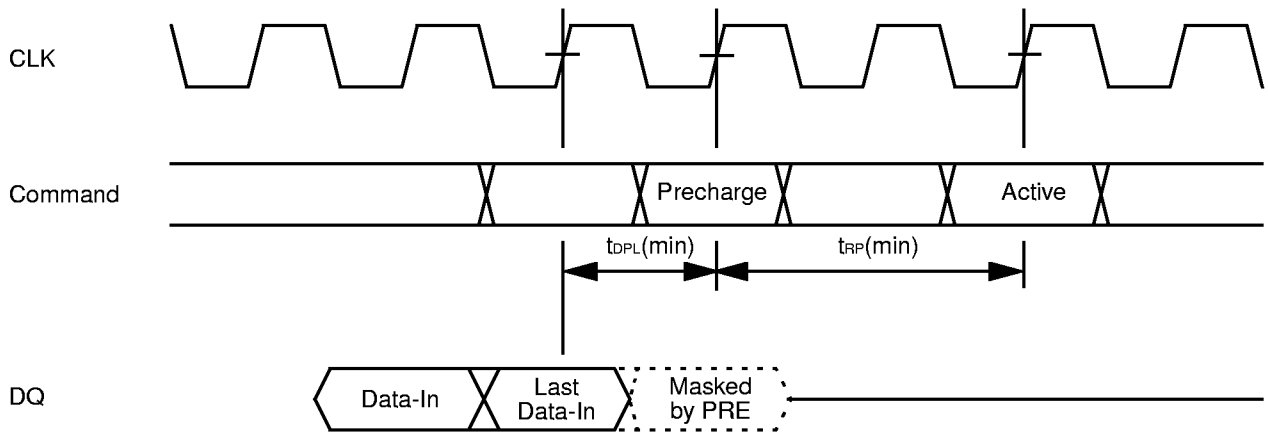 CLK
Command
Precharge
Active
tDPL(min)
tRP(min)
DQ
Data-In
Last
Data-In
Masked
by PRE